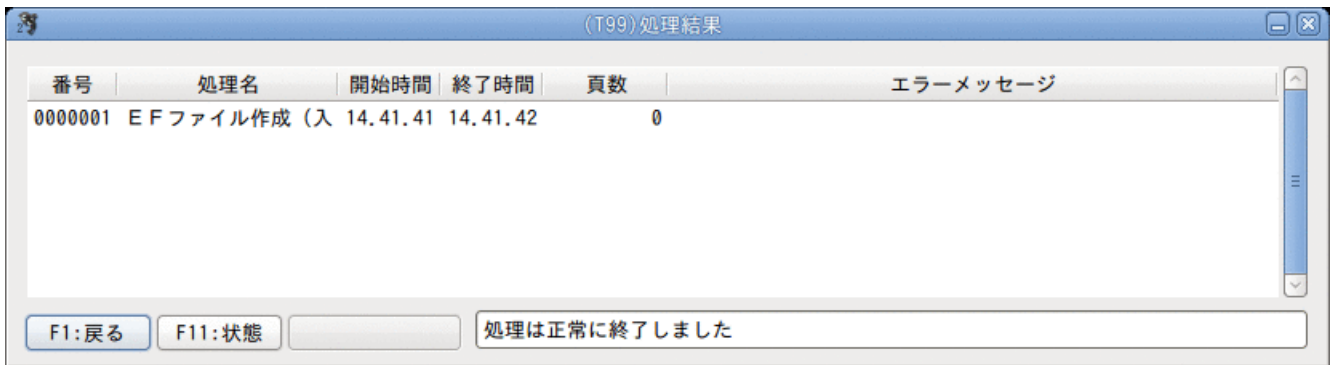 (T99)処理結果
番号 処理名 開始時間 終了時間 頁数 エラーメッセージ
0000001 EFファイル作成(入 14.41.41 14.41.42 0
F1:戻る F11:状態 処理は正常に終了しました